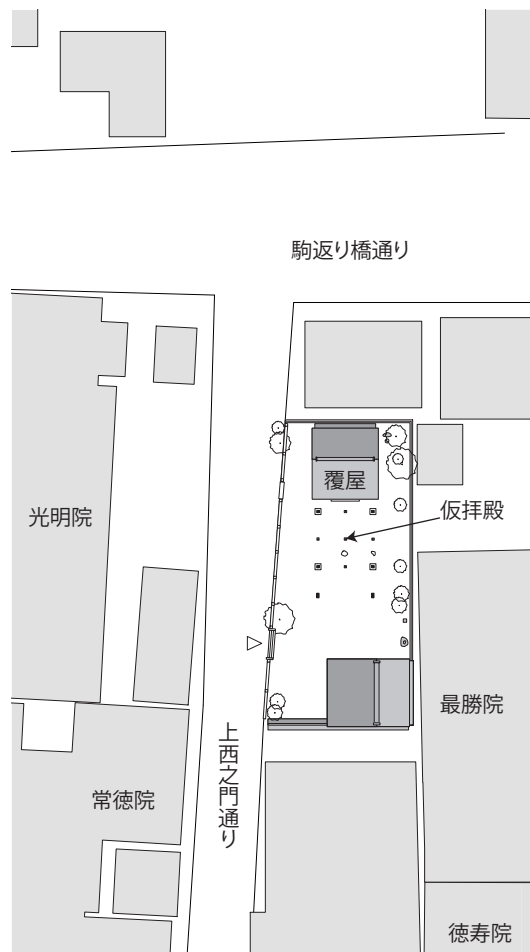 駒返り橋通り
覆屋
仮拝殿
光明院
最勝院
上西之門通り
常徳院
徳寿院